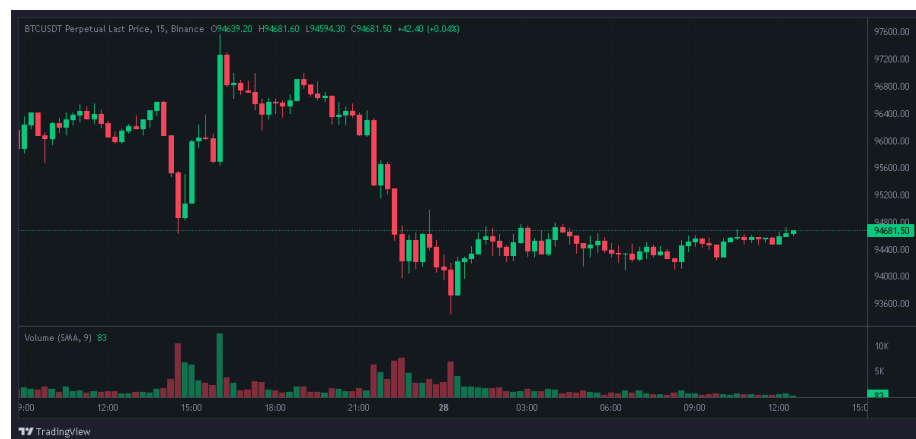 BTCUSDT Perpetual Last Price, 15, Binance O94639.20 H94681.60 L94594.30 C94681.50 +42.40 (+0.04%)
97600.00
97200.00
96800.00
96400.00
96000.00
95600.00
95200.00
94800.00
94681.50
94400.00
94000.00
93600.00
Volume (SMA, 9) 83
10K
5K
83
9:00 12:00 15:00 18:00 21:00 28 03:00 06:00 09:00 12:00 15:0
TradingView